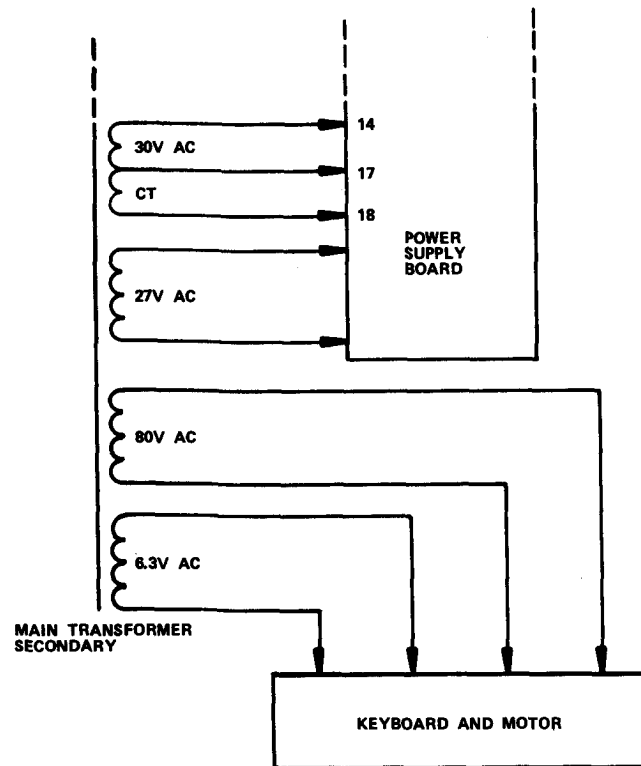 30V AC
14
17
CT
18
POWER
SUPPLY
BOARD
27V AC
80V AC
6.3V AC
MAIN TRANSFORMER
SECONDARY
KEYBOARD AND MOTOR